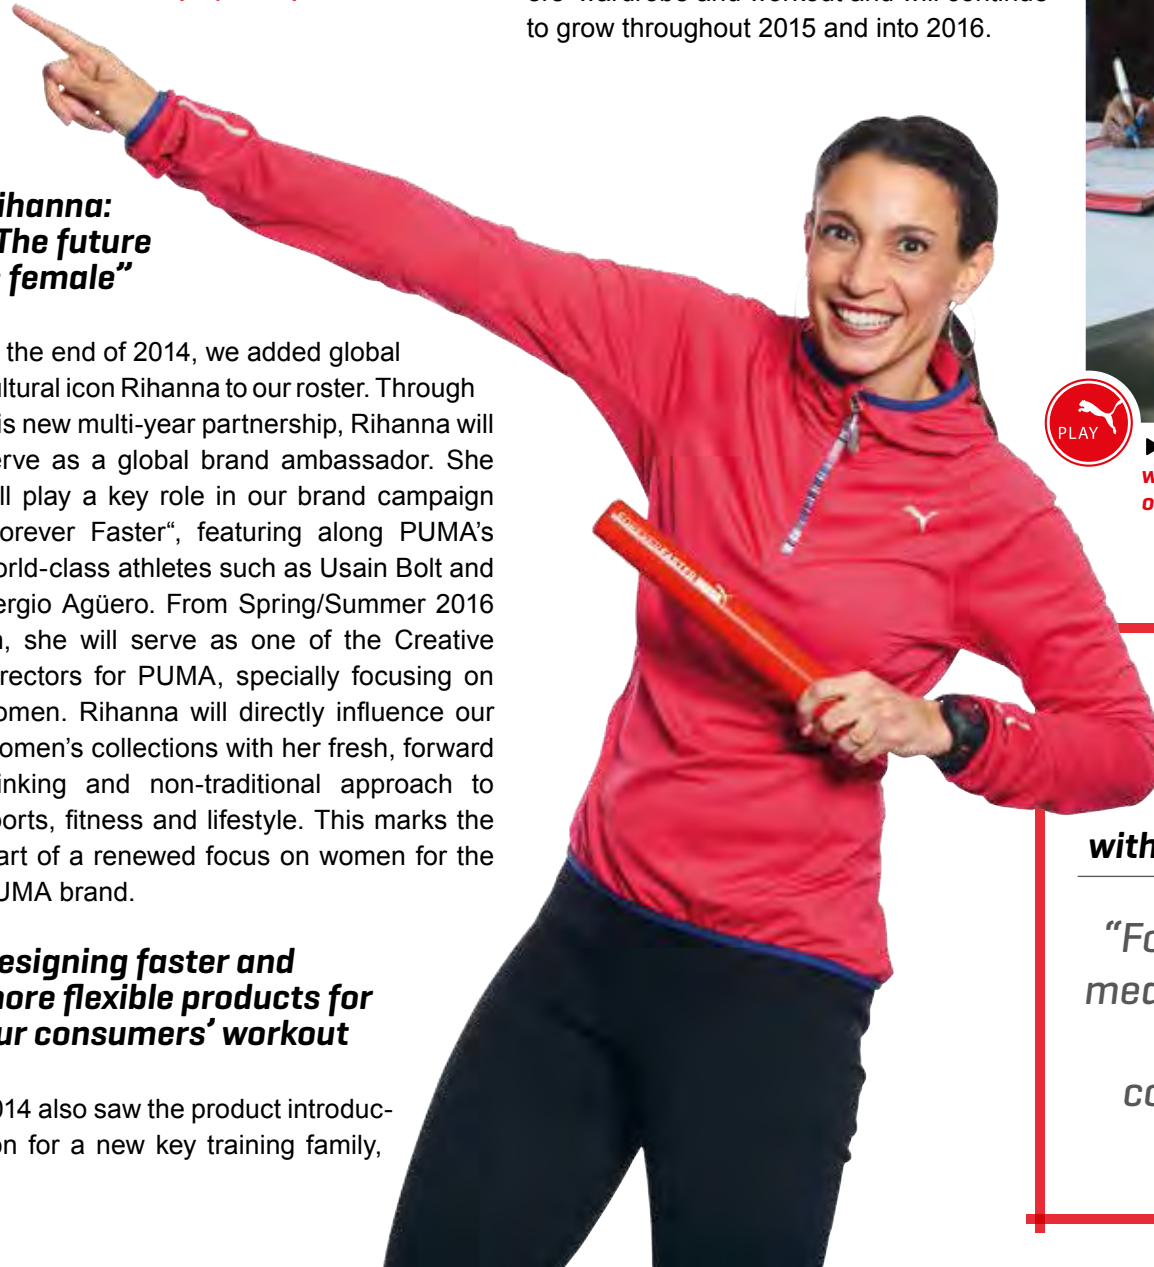 to grow throughout 2015 and into 2016.
ihanna:
The future
female”
the end of 2014, we added global
ultural icon Rihanna to our roster. Through
is new multi-year partnership, Rihanna will
erve as a global brand ambassador. She
ll play a key role in our brand campaign
orever Faster“, featuring along PUMA’s
orld-class athletes such as Usain Bolt and
ergio Agüero. From Spring/Summer 2016
n, she will serve as one of the Creative
rectors for PUMA, specially focusing on
omen. Rihanna will directly influence our
omen’s collections with her fresh, forward
inking and non-traditional approach to
orts, fitness and lifestyle. This marks the
art of a renewed focus on women for the
UMA brand.
esigning faster and
more flexible products for
ur consumers’ workout
014 also saw the product introduc-
on for a new key training family,
FOREVER FASTER
PLAY
w
o
with
“Fo
med
co